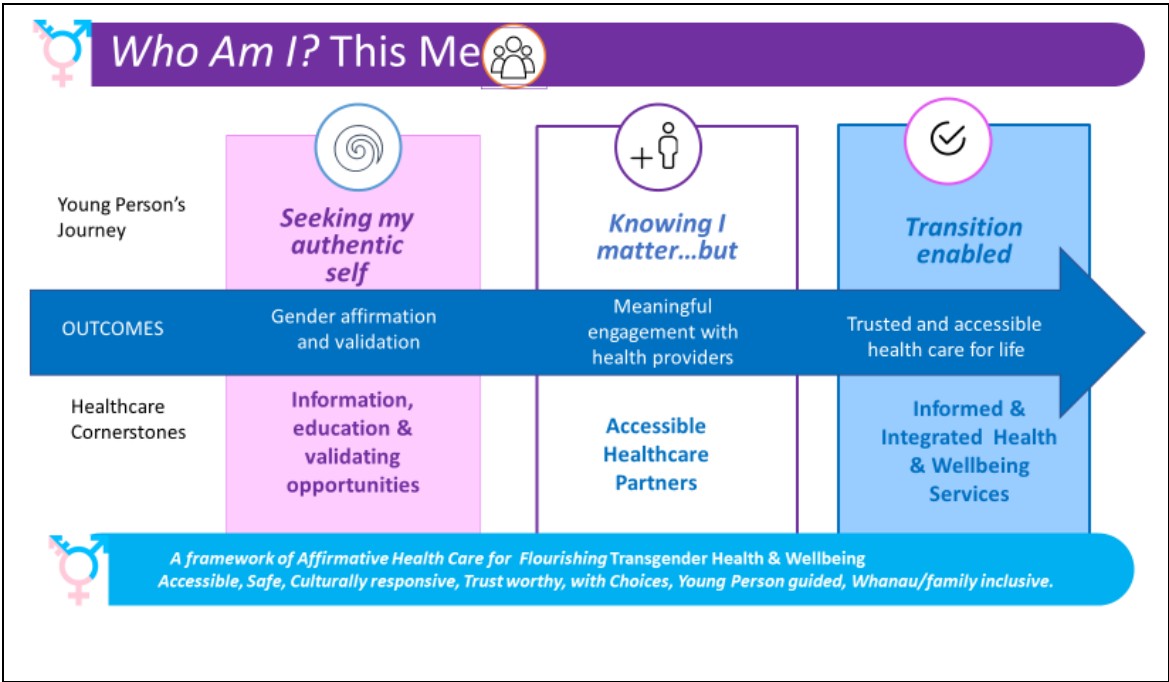 Who Am I? This Me
Young Person's
Journey
Seeking my
authentic
self
Knowing I
matter...but
Transition
enabled
OUTCOMES
Gender affirmation
and validation
Meaningful
engagement with
health providers
Trusted and accessible
health care for life
Healthcare
Cornerstones
Information,
education &
validating
opportunities
Accessible
Healthcare
Partners
Informed &
Integrated Health
& Wellbeing
Services
A framework of Affirmative Health Care for Flourishing Transgender Health & Wellbeing
Accessible, Safe, Culturally responsive, Trust worthy, with Choices, Young Person guided, Whanau/family inclusive.